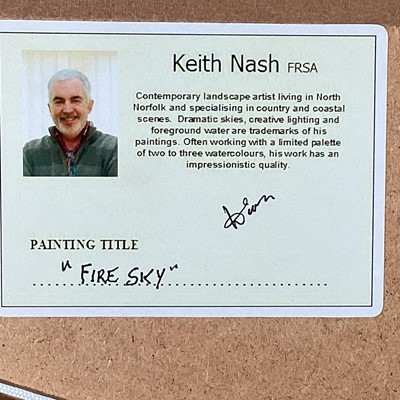 Keith Nash FRSA
Contemporary landscape artist living in North
Norfolk and specialising in country and coastal
scenes. Dramatic skies, creative lighting and
foreground water are trademarks of his
paintings. Often working with a limited palette
of two to three watercolours, his work has an
impressionistic quality.
PAINTING TITLE
"FIRE SKY"